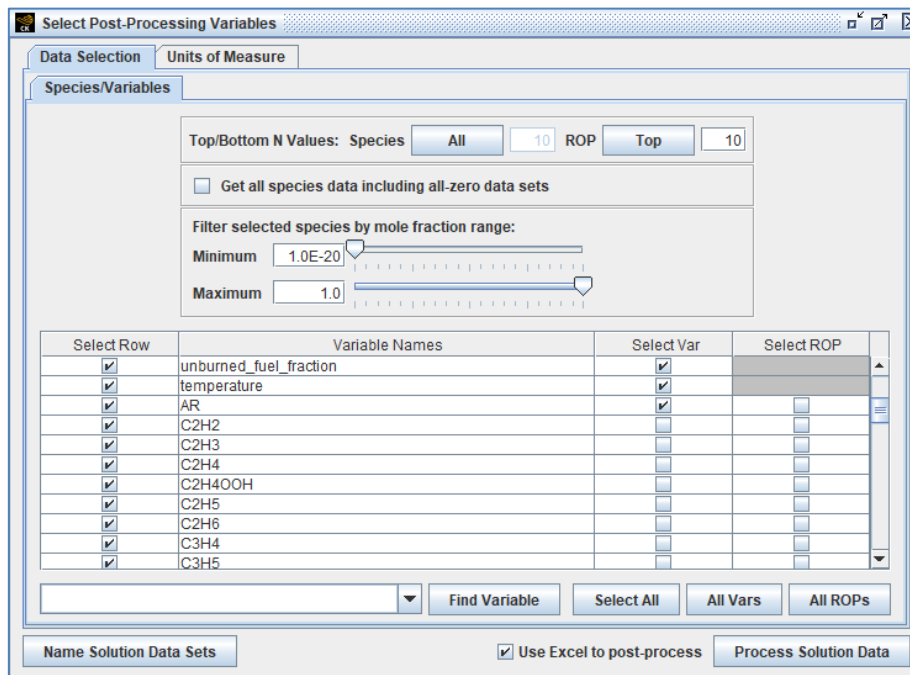 CK Select Post-Processing Variables
Data Selection Units of Measure
Species/Variables
Top/Bottom N Values: Species All 10 ROP Top 10
Get all species data including all-zero data sets
Filter selected species by mole fraction range:
Minimum 1.0E-20
Maximum 1.0
Select Row Variable Names Select Var Select ROP
unburned_fuel_fraction
temperature
AR
C2H2
C2H3
C2H4
C2H4OOH
C2H5
C2H6
C3H4
C3H5
Find Variable Select All All Vars All ROPs
Name Solution Data Sets Use Excel to post-process Process Solution Data